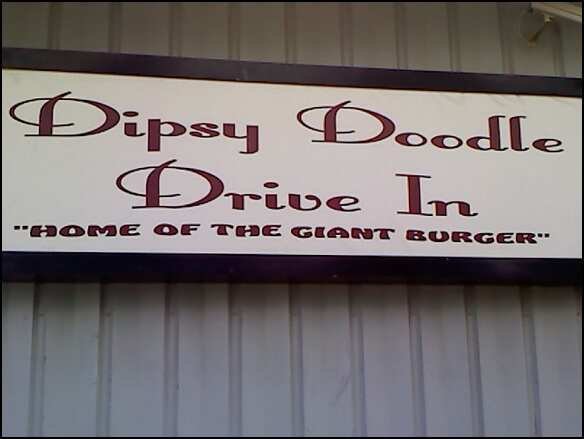 Dipsy Doodle
Drive In
"HOME OF THE GIANT BURGER"